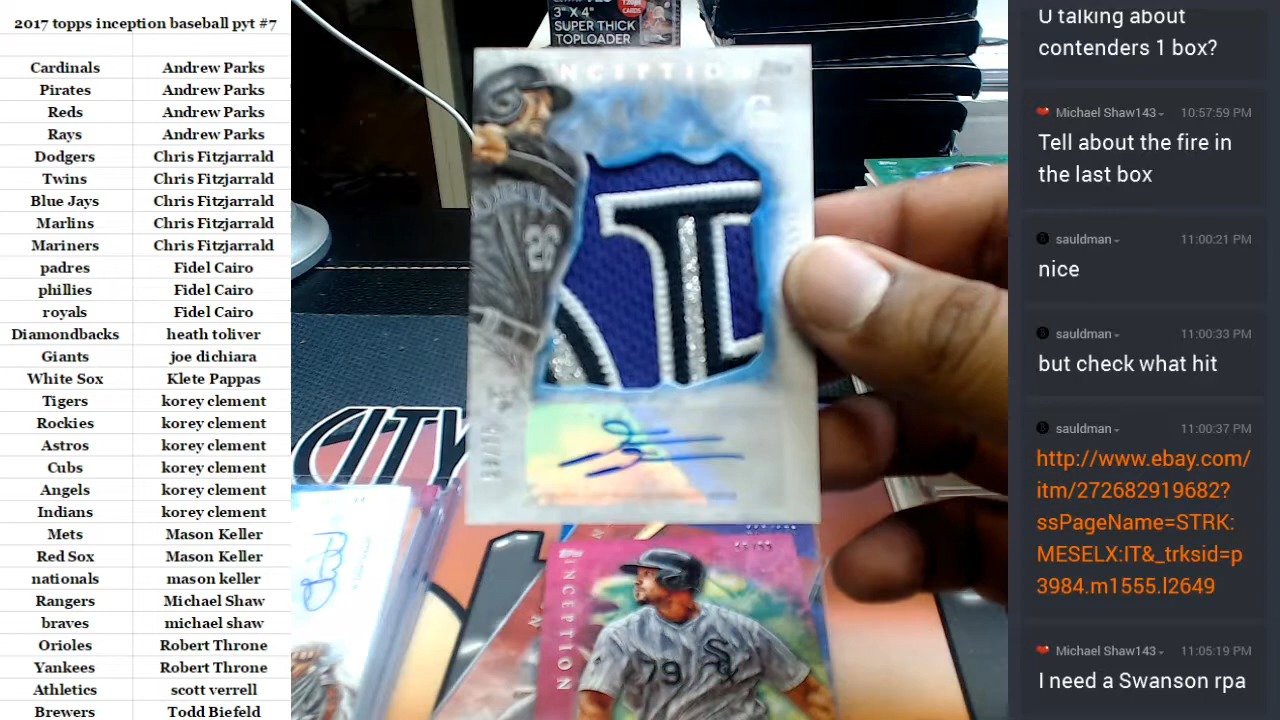 2017 topps inception baseball pyt #7
Cardinals Andrew Parks
Pirates Andrew Parks
Reds Andrew Parks
Rays Andrew Parks
Dodgers Chris Fitzjarrald
Twins Chris Fitzjarrald
Blue Jays Chris Fitzjarrald
Marlins Chris Fitzjarrald
Mariners Chris Fitzjarrald
padres Fidel Cairo
phillies Fidel Cairo
royals Fidel Cairo
Diamondbacks heath toliver
Giants joe dichiara
White Sox Klete Pappas
Tigers korey clement
Rockies korey clement
Astros korey clement
Cubs korey clement
Angels korey clement
Indians korey clement
Mets Mason Keller
Red Sox Mason Keller
nationals mason keller
Rangers Michael Shaw
braves michael shaw
Orioles Robert Throne
Yankees Robert Throne
Athletics scott verrell
Brewers Todd Biefeld
3" X 4"
SUPER THICK
TOPLOADER
NCEPTIO
26
CITY
INCEPTION
79
Sox
U talking about
contenders 1 box?
Michael Shaw143 10:57:59 PM
Tell about the fire in
the last box
sauldman 11:00:21 PM
nice
sauldman 11:00:33 PM
but check what hit
sauldman 11:00:37 PM
http://www.ebay.com/
itm/272682919682?
ssPageName=STRK:
MESELX:IT&_trksid=p
3984.m1555.l2649
Michael Shaw143 11:05:19 PM
I need a Swanson rpa